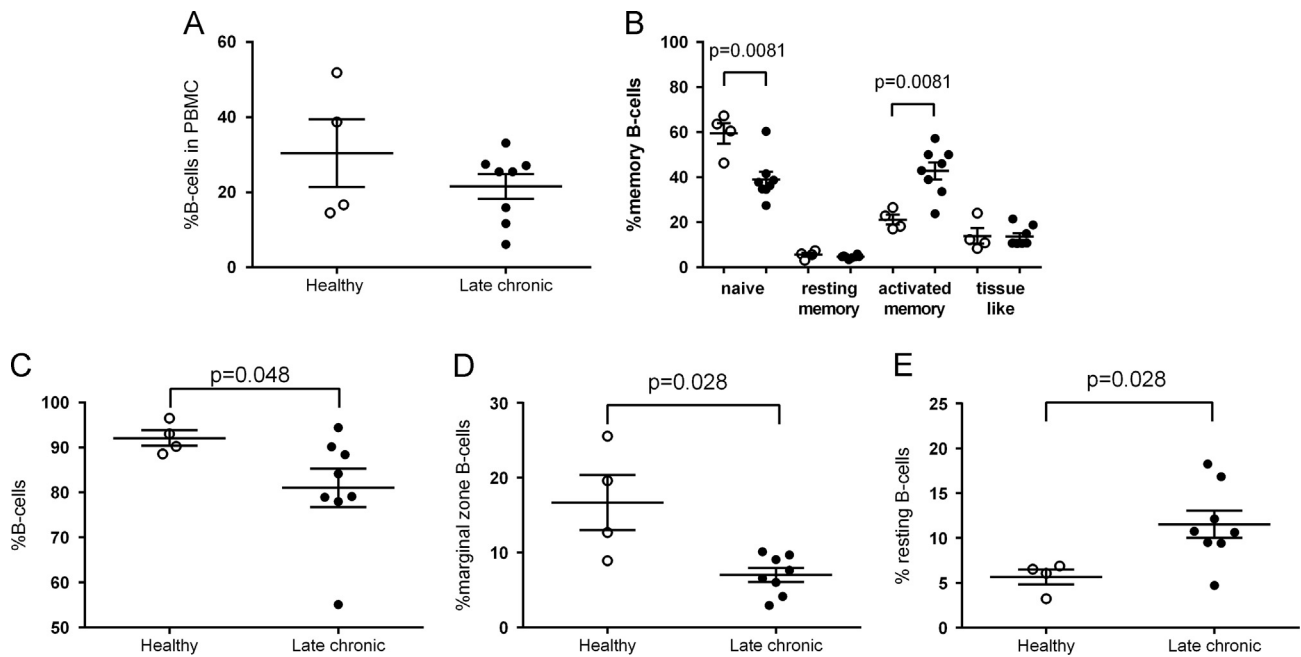 A
%B-cells in PBMC
60
40
20
0
Healthy
Late chronic
B
%memory B-cells
100
80
60
40
20
0
p=0.0081
p=0.0081
naive
resting
memory
activated
memory
tissue
like
C
p=0.048
%B-cells
100
90
80
70
60
50
Healthy
Late chronic
D
p=0.028
%marginal zone B-cells
30
20
10
0
Healthy
Late chronic
E
p=0.028
% resting B-cells
25
20
15
10
5
0
Healthy
Late chronic